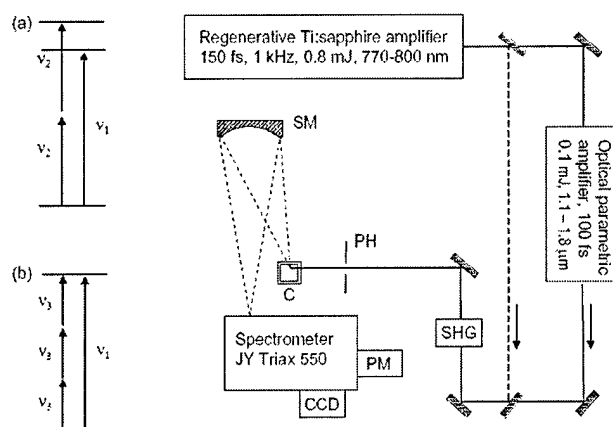 (a)
ν2
ν2
ν1
(b)
ν3
ν3
ν3
ν1
Regenerative Ti:sapphire amplifier
150 fs, 1 kHz, 0.8 mJ, 770-800 nm
SM
PH
C
Optical parametric
amplifier, 100 fs
0.1 mJ, 1.1 – 1.8 μm
SHG
Spectrometer
JY Triax 550
PM
CCD